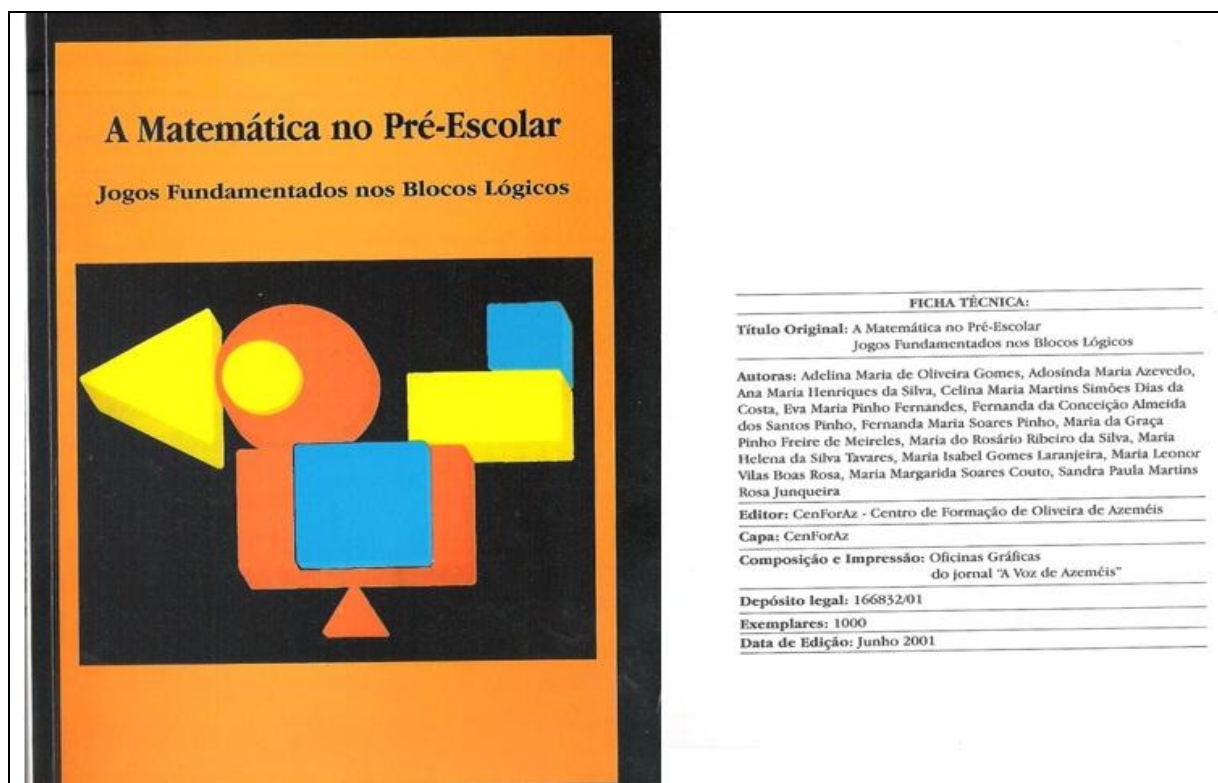 A Matemática no Pré-Escolar
Jogos Fundamentados nos Blocos Lógicos
FICHA TÉCNICA:
Título Original: A Matemática no Pré-Escolar
Jogos Fundamentados nos Blocos Lógicos
Autoras: Adelina Maria de Oliveira Gomes, Adosinda Maria Azevedo,
Ana Maria Henriques da Silva, Celina Maria Martins Simões Dias da
Costa, Eva Maria Pinho Fernandes, Fernanda da Conceição Almeida
dos Santos Pinho, Fernanda Maria Soares Pinho, Maria da Graça
Pinho Freire de Meireles, Maria do Rosário Ribeiro da Silva, Maria
Helena da Silva Tavares, Maria Isabel Gomes Laranjeira, Maria Leonor
Vilas Boas Rosa, Maria Margarida Soares Couto, Sandra Paula Martins
Rosa Junqueira
Editor: CenForAz - Centro de Formação de Oliveira de Azeméis
Capa: CenForAz
Composição e Impressão: Oficinas Gráficas
do jornal "A Voz de Azeméis"
Depósito legal: 166832/01
Exemplares: 1000
Data de Edição: Junho 2001